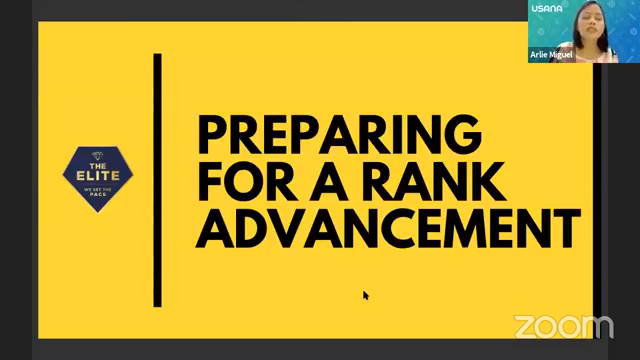 USANA
Arlie Miguel
PREPARING
FOR A RANK
ADVANCEMENT
THE
ELITE
WE SET THE
PACE
zoom